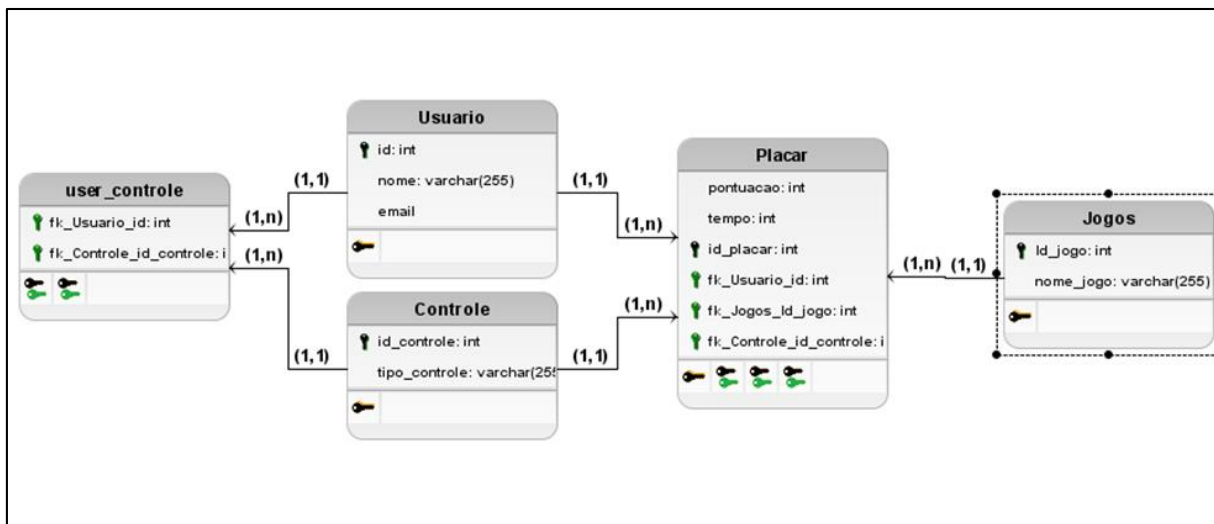 user_controle
fk_Usuario_id: int
fk_Controle_id_controle: i
(1,n)
(1,n)
(1,1)
(1,1)
Usuario
id: int
nome: varchar(255)
email
Controle
id_controle: int
tipo_controle: varchar(255
(1,1)
(1,n)
(1,n)
(1,1)
Placar
pontuacao: int
tempo: int
id_placar: int
fk_Usuario_id: int
fk_Jogos_Id_jogo: int
fk_Controle_id_controle: i
(1,n)
(1,1)
Jogos
Id_jogo: int
nome_jogo: varchar(255)